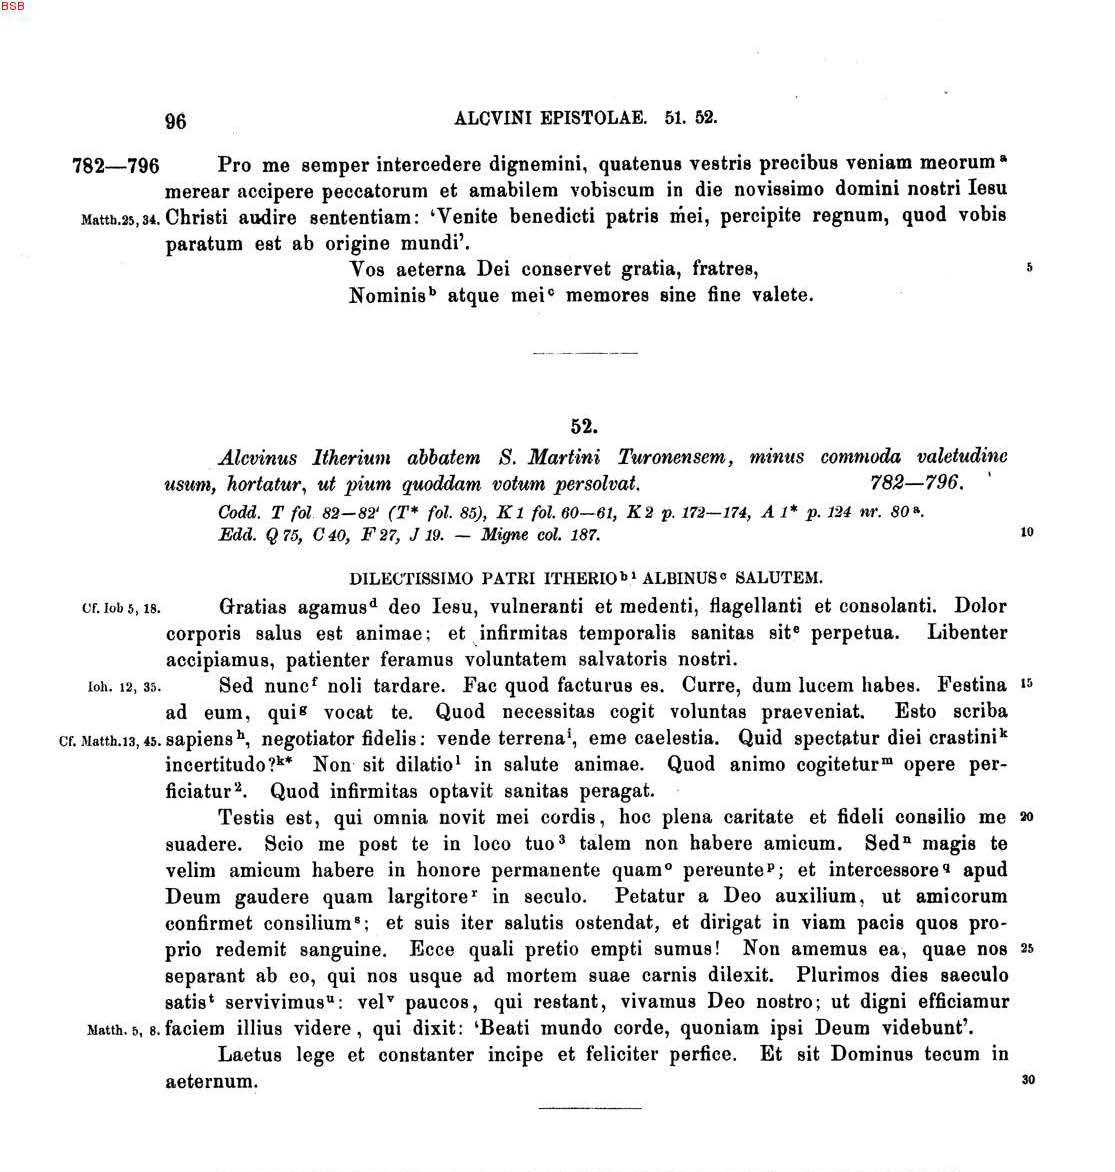 BSB
96 ALCVINI EPISTOLAE. 51. 52.
782—796 Pro me semper intercedere dignemini, quatenus vestris precibus veniam meorum a
merear accipere peccatorum et amabilem vobiscum in die novissimo domini nostri Iesu
Matth.25,34. Christi audire sententiam: ‘Venite benedicti patris mei, percipite regnum, quod vobis
paratum est ab origine mundi’.
Vos aeterna Dei conservet gratia, fratres, 5
Nominis b atque mei c memores sine fine valete.
52.
Alcvinus Itherium abbatem S. Martini Turonensem, minus commoda valetudine
usum, hortatur, ut pium quoddam votum persolvat. 782—796.
Codd. T fol. 82—82' (T* fol. 85), K 1 fol. 60—61, K 2 p. 172—174, A 1* p. 124 nr. 80 a.
Edd. Q 75, C 40, F 27, J 19. — Migne col. 187. 10
DILECTISSIMO PATRI ITHERIO b 1 ALBINUS c SALUTEM.
Cf. Iob 5, 18. Gratias agamus d deo Iesu, vulneranti et medenti, flagellanti et consolanti. Dolor
corporis salus est animae; et infirmitas temporalis sanitas sit e perpetua. Libenter
accipiamus, patienter feramus voluntatem salvatoris nostri.
Ioh. 12, 35. Sed nunc f noli tardare. Fac quod facturus es. Curre, dum lucem habes. Festina 15
ad eum, qui g vocat te. Quod necessitas cogit voluntas praeveniat. Esto scriba
Cf. Matth.13, 45. sapiens h, negotiator fidelis: vende terrena i, eme caelestia. Quid spectatur diei crastini k
incertitudo? k* Non sit dilatio l in salute animae. Quod animo cogitetur m opere per-
ficiatur 2. Quod infirmitas optavit sanitas peragat.
Testis est, qui omnia novit mei cordis, hoc plena caritate et fideli consilio me 20
suadere. Scio me post te in loco tuo 3 talem non habere amicum. Sed n magis te
velim amicum habere in honore permanente quam o pereunte p; et intercessore q apud
Deum gaudere quam largitore r in seculo. Petatur a Deo auxilium, ut amicorum
confirmet consilium s; et suis iter salutis ostendat, et dirigat in viam pacis quos pro-
prio redemit sanguine. Ecce quali pretio empti sumus! Non amemus ea, quae nos 25
separant ab eo, qui nos usque ad mortem suae carnis dilexit. Plurimos dies saeculo
satis t servivimus u: vel v paucos, qui restant, vivamus Deo nostro; ut digni efficiamur
Matth. 5, 8. faciem illius videre, qui dixit: ‘Beati mundo corde, quoniam ipsi Deum videbunt’.
Laetus lege et constanter incipe et feliciter perfice. Et sit Dominus tecum in
aeternum. 30